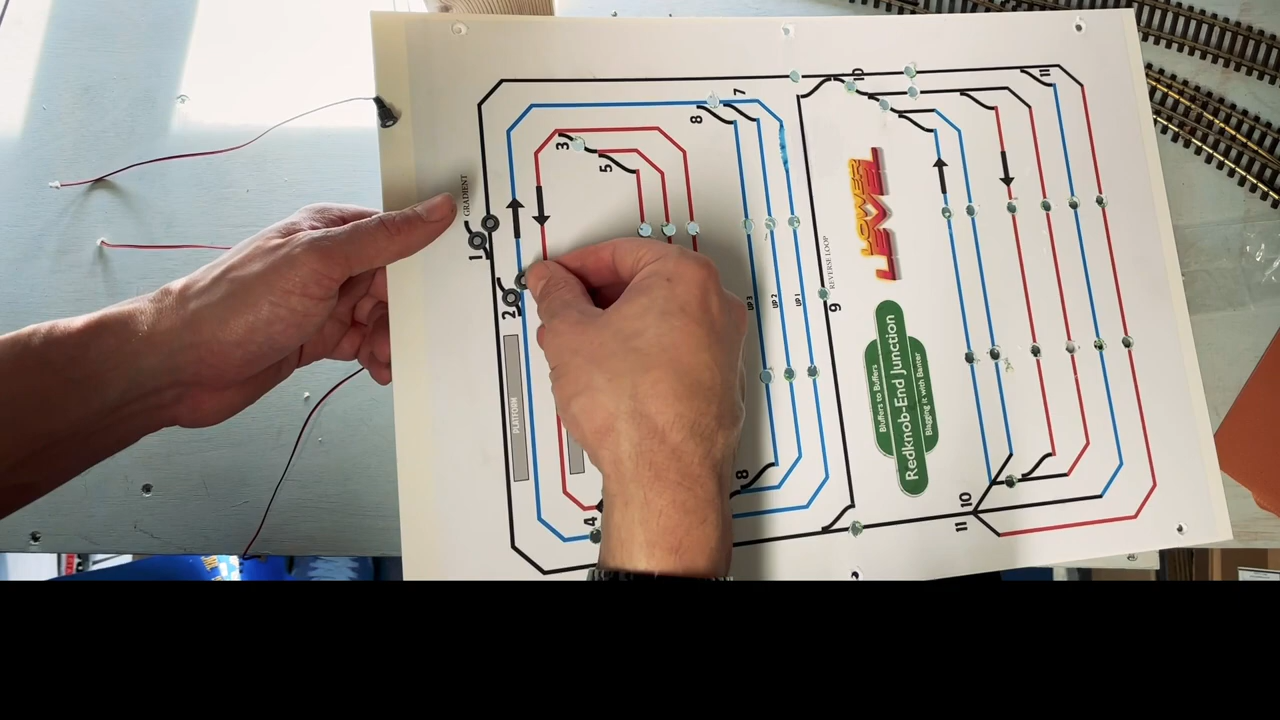 GRADIENT
1
2
PLATFORM
3
5
4
8
7
8
UP 3
UP 2
UP 1
REVERSE LOOP
9
LOWER
LEVEL
Bluffers to Buffers
Redknob-End Junction
Blagging it with Banter
10
11
10
11